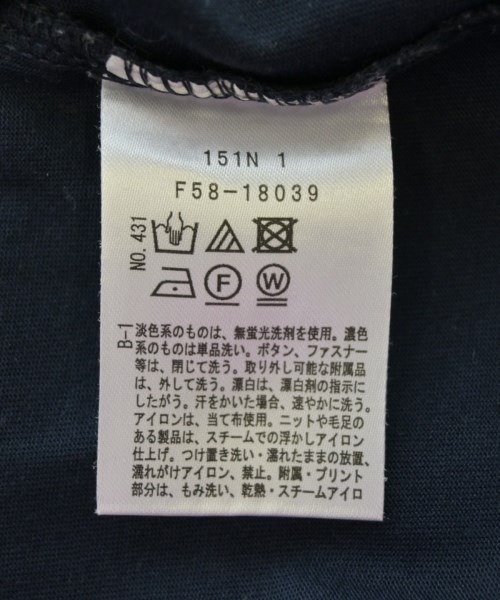 151N 1
F58-18039
NO. 431
F
W
B-1
淡色系のものは、無蛍光洗剤を使用。濃色
系のものは単品洗い。ボタン、ファスナー
等は、閉じて洗う。取り外し可能な附属品
は、外して洗う。漂白は、漂白剤の指示に
したがう。汗をかいた場合、速やかに洗う。
アイロンは、当て布使用。ニットや毛足の
ある製品は、スチームでの浮かしアイロン
仕上げ。つけ置き洗い・濡れたままの放置、
濡れがけアイロン、禁止。附属・プリント
部分は、もみ洗い、乾熱・スチームアイロ